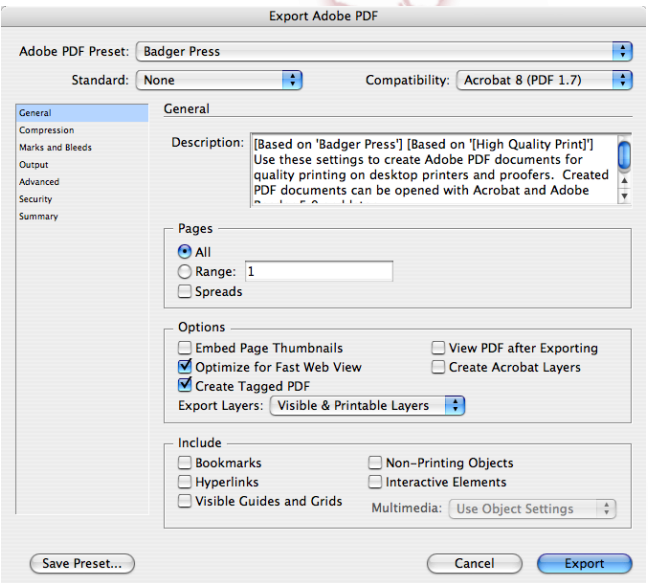 Export Adobe PDF
Adobe PDF Preset: Badger Press
Standard: None Compatibility: Acrobat 8 (PDF 1.7)
General
Compression
Marks and Bleeds
Output
Advanced
Security
Summary
General
Description: [Based on 'Badger Press'] [Based on '[High Quality Print]']
Use these settings to create Adobe PDF documents for
quality printing on desktop printers and proofers. Created
PDF documents can be opened with Acrobat and Adobe
Pages
All
Range: 1
Spreads
Options
Embed Page Thumbnails View PDF after Exporting
Optimize for Fast Web View Create Acrobat Layers
Create Tagged PDF
Export Layers: Visible & Printable Layers
Include
Bookmarks Non-Printing Objects
Hyperlinks Interactive Elements
Visible Guides and Grids
Multimedia: Use Object Settings
Save Preset... Cancel Export